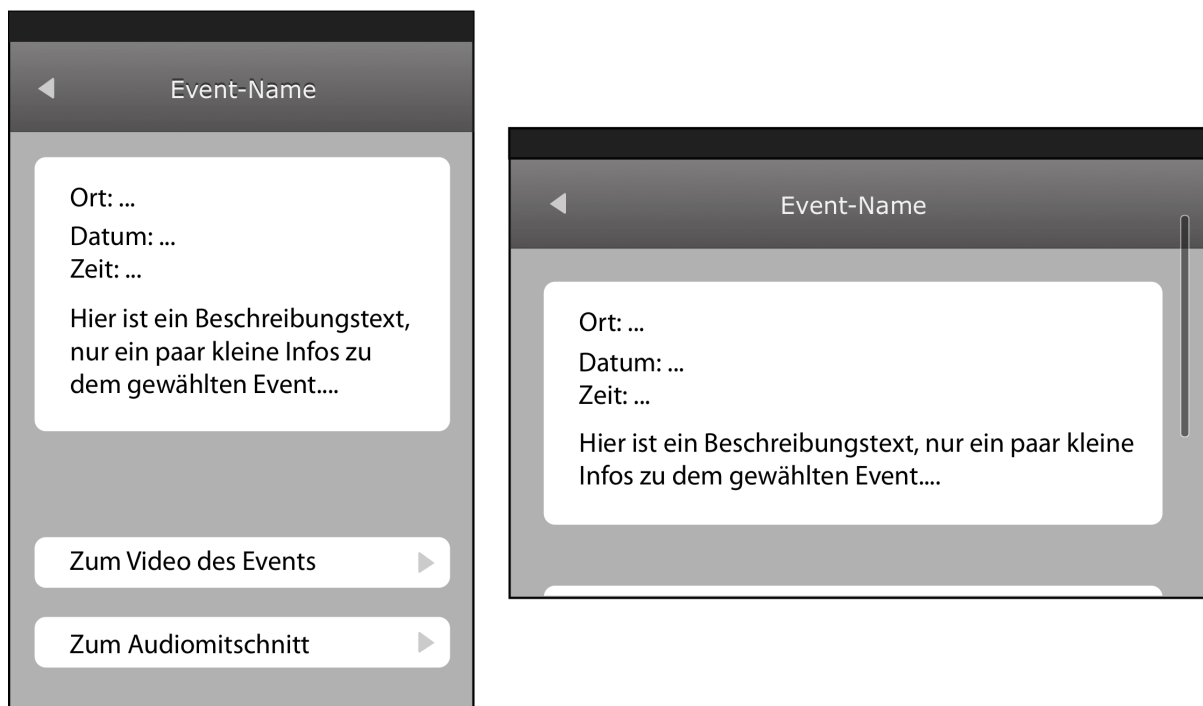 Event-Name
Ort: ...
Datum: ...
Zeit: ...
Hier ist ein Beschreibungstext,
nur ein paar kleine Infos zu
dem gewählten Event....
Zum Video des Events
Zum Audiomitschnitt
Event-Name
Ort: ...
Datum: ...
Zeit: ...
Hier ist ein Beschreibungstext, nur ein paar kleine
Infos zu dem gewählten Event....